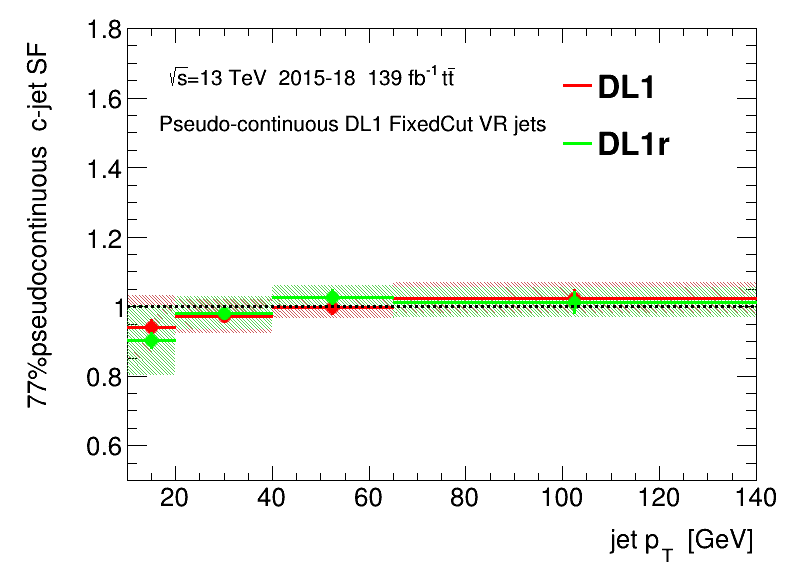 77%pseudocontinuous c-jet SF
1.8
1.6
1.4
1.2
1
0.8
0.6
√s=13 TeV 2015-18 139 fb⁻¹ tt̄
Pseudo-continuous DL1 FixedCut VR jets
DL1
DL1r
20 40 60 80 100 120 140
jet p_T [GeV]